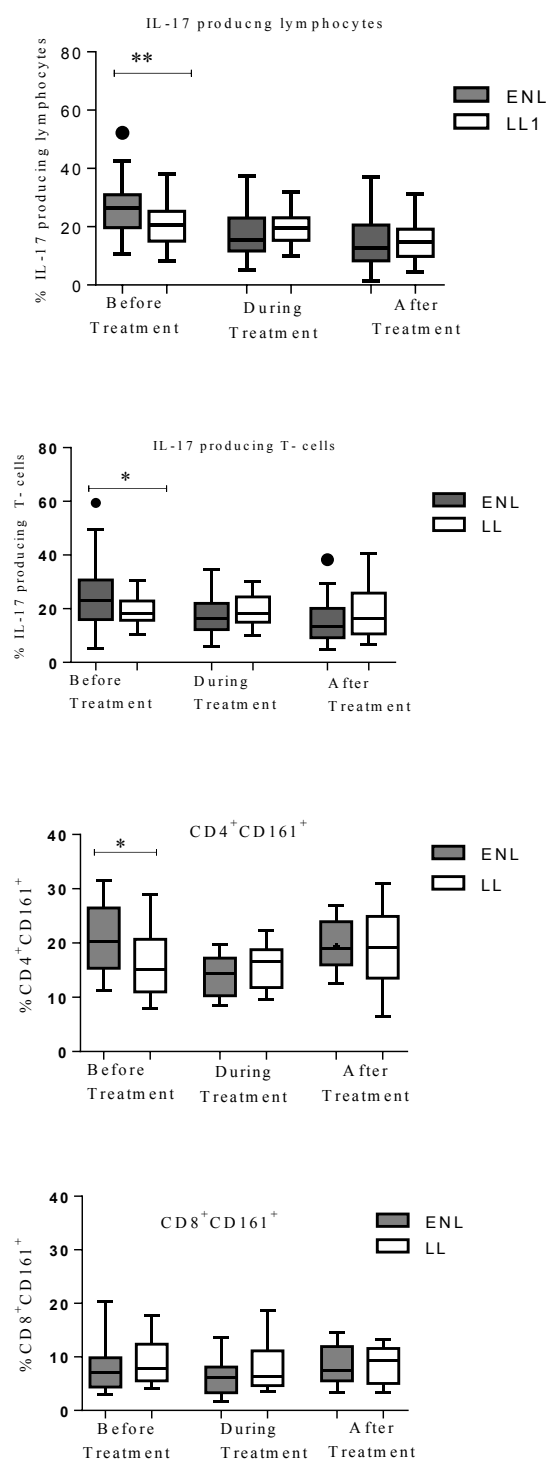 IL-17 producng lymphocytes
% IL-17 producing lymphocytes
80
60
40
20
0
**
ENL
LL1
Before
Treatment
During
Treatment
After
Treatment
IL-17 producing T- cells
% IL-17 producing T- cells
80
60
40
20
0
*
ENL
LL
Before
Treatment
During
Treatment
After
Treatment
CD4+CD161+
%CD4+CD161+
40
30
20
10
0
*
ENL
LL
Before
Treatment
During
Treatment
After
Treatment
CD8+CD161+
%CD8+CD161+
40
30
20
10
0
ENL
LL
Before
Treatment
During
Treatment
After
Treatment